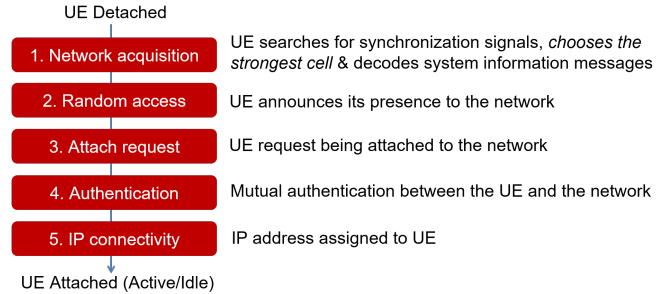 UE Detached
1. Network acquisition
UE searches for synchronization signals, chooses the
strongest cell & decodes system information messages
2. Random access
UE announces its presence to the network
3. Attach request
UE request being attached to the network
4. Authentication
Mutual authentication between the UE and the network
5. IP connectivity
IP address assigned to UE
UE Attached (Active/Idle)